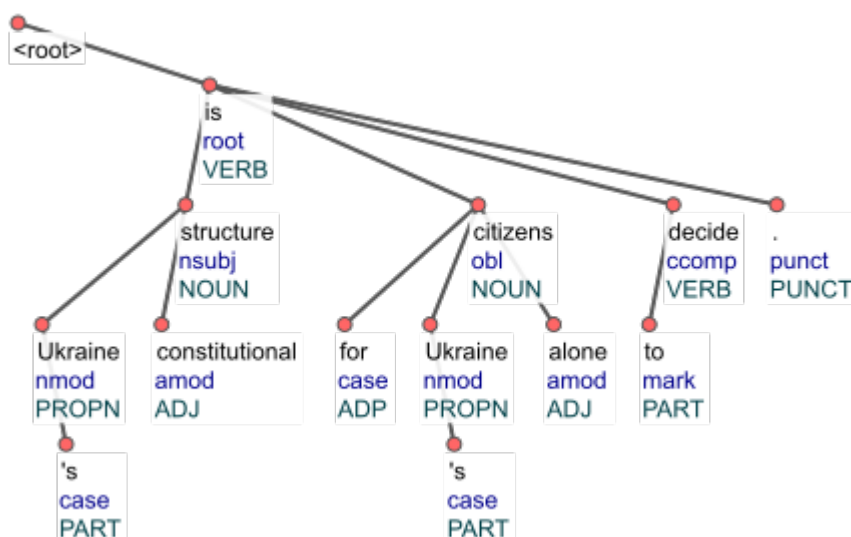 <root>
is
root
VERB
structure citizens decide .
nsubj obl ccomp punct
NOUN NOUN VERB PUNCT
Ukraine constitutional for Ukraine alone to
nmod amod case nmod amod mark
PROPN ADJ ADP PROPN ADJ PART
's 's
case case
PART PART